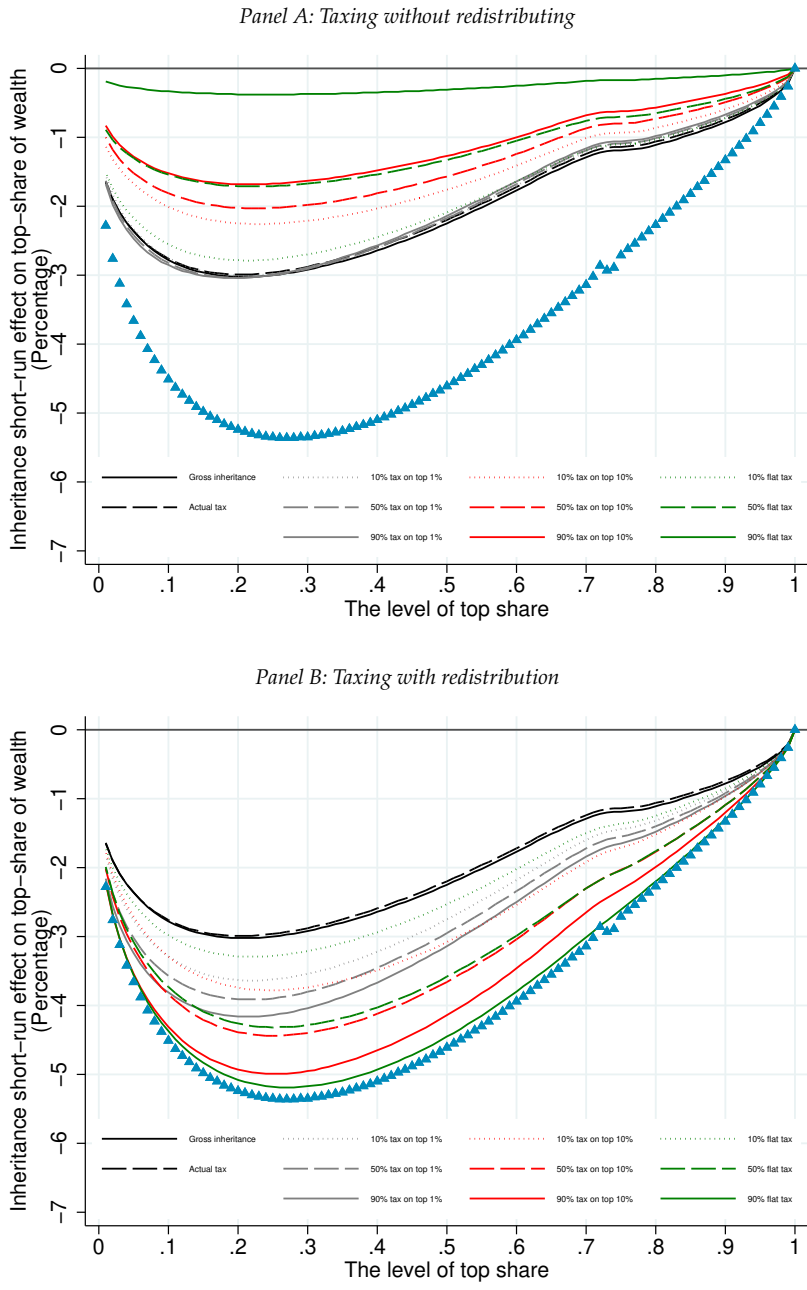 Panel A: Taxing without redistributing
Inheritance short−run effect on top−share of wealth
(Percentage)
0
−1
−2
−3
−4
−5
−6
−7
Gross inheritance 10% tax on top 1% 10% tax on top 10% 10% flat tax
Actual tax 50% tax on top 1% 50% tax on top 10% 50% flat tax
90% tax on top 1% 90% tax on top 10% 90% flat tax
0 .1 .2 .3 .4 .5 .6 .7 .8 .9 1
The level of top share
Panel B: Taxing with redistribution
Inheritance short−run effect on top−share of wealth
(Percentage)
0
−1
−2
−3
−4
−5
−6
−7
Gross inheritance 10% tax on top 1% 10% tax on top 10% 10% flat tax
Actual tax 50% tax on top 1% 50% tax on top 10% 50% flat tax
90% tax on top 1% 90% tax on top 10% 90% flat tax
0 .1 .2 .3 .4 .5 .6 .7 .8 .9 1
The level of top share